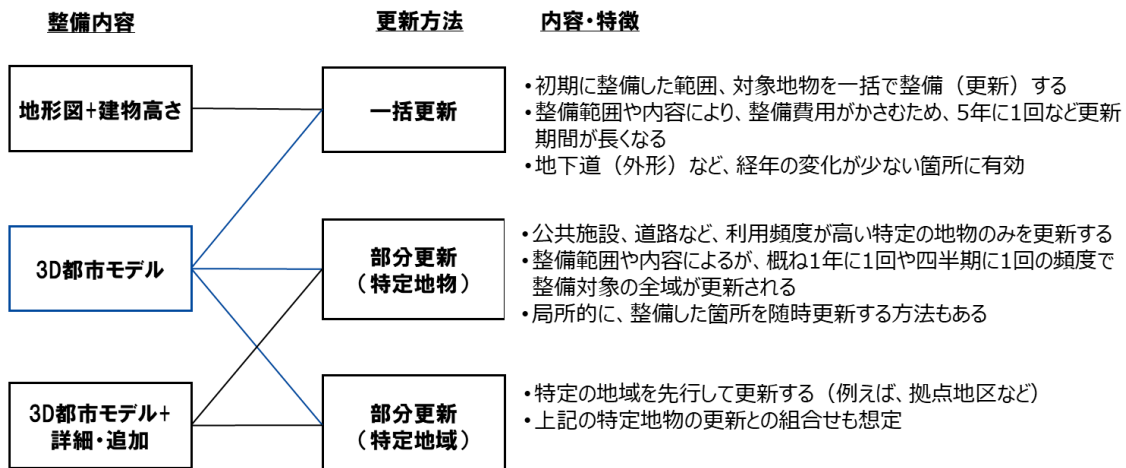 整備内容
更新方法
内容・特徴
地形図+建物高さ
一括更新
・初期に整備した範囲、対象地物を一括で整備（更新）する
・整備範囲や内容により、整備費用がかさむため、5年に1回など更新
期間が長くなる
・地下道（外形）など、経年の変化が少ない箇所に有効
3D都市モデル
部分更新
（特定地物）
・公共施設、道路など、利用頻度が高い特定の地物のみを更新する
・整備範囲や内容によるが、概ね1年に1回や四半期に1回の頻度で
整備対象の全域が更新される
・局所的に、整備した箇所を随時更新する方法もある
3D都市モデル+
詳細・追加
部分更新
（特定地域）
・特定の地域を先行して更新する（例えば、拠点地区など）
・上記の特定地物の更新との組合せも想定